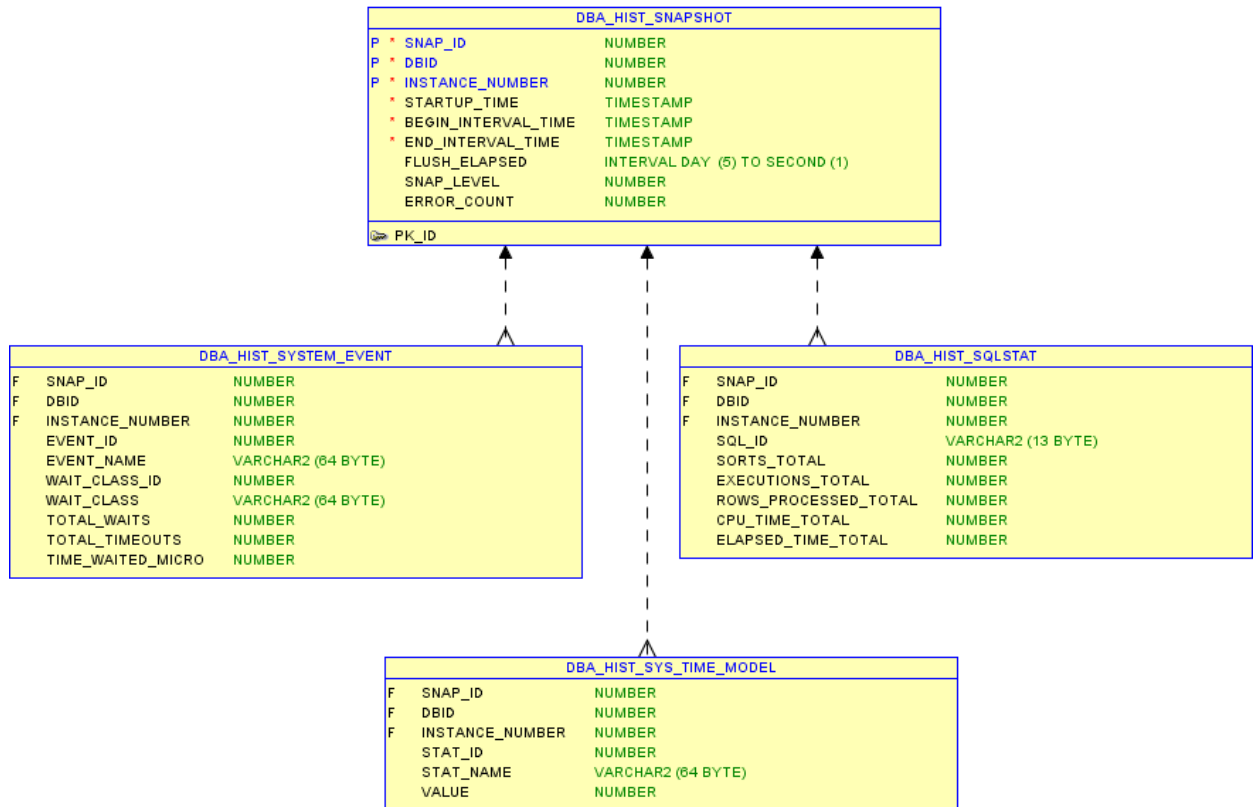 DBA_HIST_SNAPSHOT
P * SNAP_ID NUMBER
P * DBID NUMBER
P * INSTANCE_NUMBER NUMBER
* STARTUP_TIME TIMESTAMP
* BEGIN_INTERVAL_TIME TIMESTAMP
* END_INTERVAL_TIME TIMESTAMP
FLUSH_ELAPSED INTERVAL DAY (5) TO SECOND (1)
SNAP_LEVEL NUMBER
ERROR_COUNT NUMBER
PK_ID
DBA_HIST_SYSTEM_EVENT
F SNAP_ID NUMBER
F DBID NUMBER
F INSTANCE_NUMBER NUMBER
EVENT_ID NUMBER
EVENT_NAME VARCHAR2 (64 BYTE)
WAIT_CLASS_ID NUMBER
WAIT_CLASS VARCHAR2 (64 BYTE)
TOTAL_WAITS NUMBER
TOTAL_TIMEOUTS NUMBER
TIME_WAITED_MICRO NUMBER
DBA_HIST_SQLSTAT
F SNAP_ID NUMBER
F DBID NUMBER
F INSTANCE_NUMBER NUMBER
SQL_ID VARCHAR2 (13 BYTE)
SORTS_TOTAL NUMBER
EXECUTIONS_TOTAL NUMBER
ROWS_PROCESSED_TOTAL NUMBER
CPU_TIME_TOTAL NUMBER
ELAPSED_TIME_TOTAL NUMBER
DBA_HIST_SYS_TIME_MODEL
F SNAP_ID NUMBER
F DBID NUMBER
F INSTANCE_NUMBER NUMBER
STAT_ID NUMBER
STAT_NAME VARCHAR2 (64 BYTE)
VALUE NUMBER